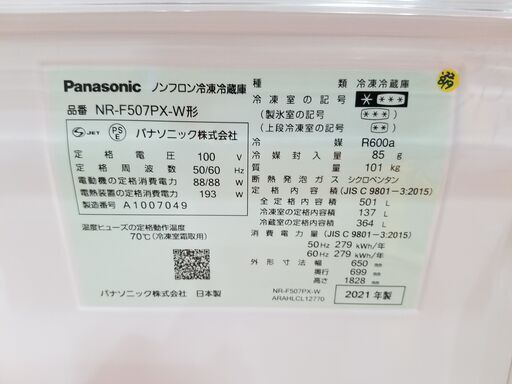 Panasonic ノンフロン冷凍冷蔵庫
品番 NR-F507PX-W形
S JET PS E パナソニック株式会社
定格電圧 100 V
定格周波数 50/60 Hz
電動機の定格消費電力 88/88 W
電熱装置の定格消費電力 193 W
製造番号 A1007049
温度ヒューズの定格動作温度
70℃(冷凍室霜取用)
パナソニック株式会社 日本製
種類 冷凍冷蔵庫
冷凍室の記号 * ***
(製氷室の記号) **
(上段冷凍室の記号) **
冷媒 R600a
冷媒封入量 85 g
質量 101 kg
断熱発泡ガス シクロペンタン
定格内容積 (JIS C 9801-3:2015)
全定格内容積 501 L
冷凍室の定格内容積 137 L
冷蔵室の定格内容積 364 L
消費電力量 (JIS C 9801-3:2015)
50Hz 279 kWh/年
60Hz 279 kWh/年
外形寸法 幅 650 mm
奥行 699 mm
高さ 1828 mm
NR-F507PX-W
ARAHLCL12770
2021年製